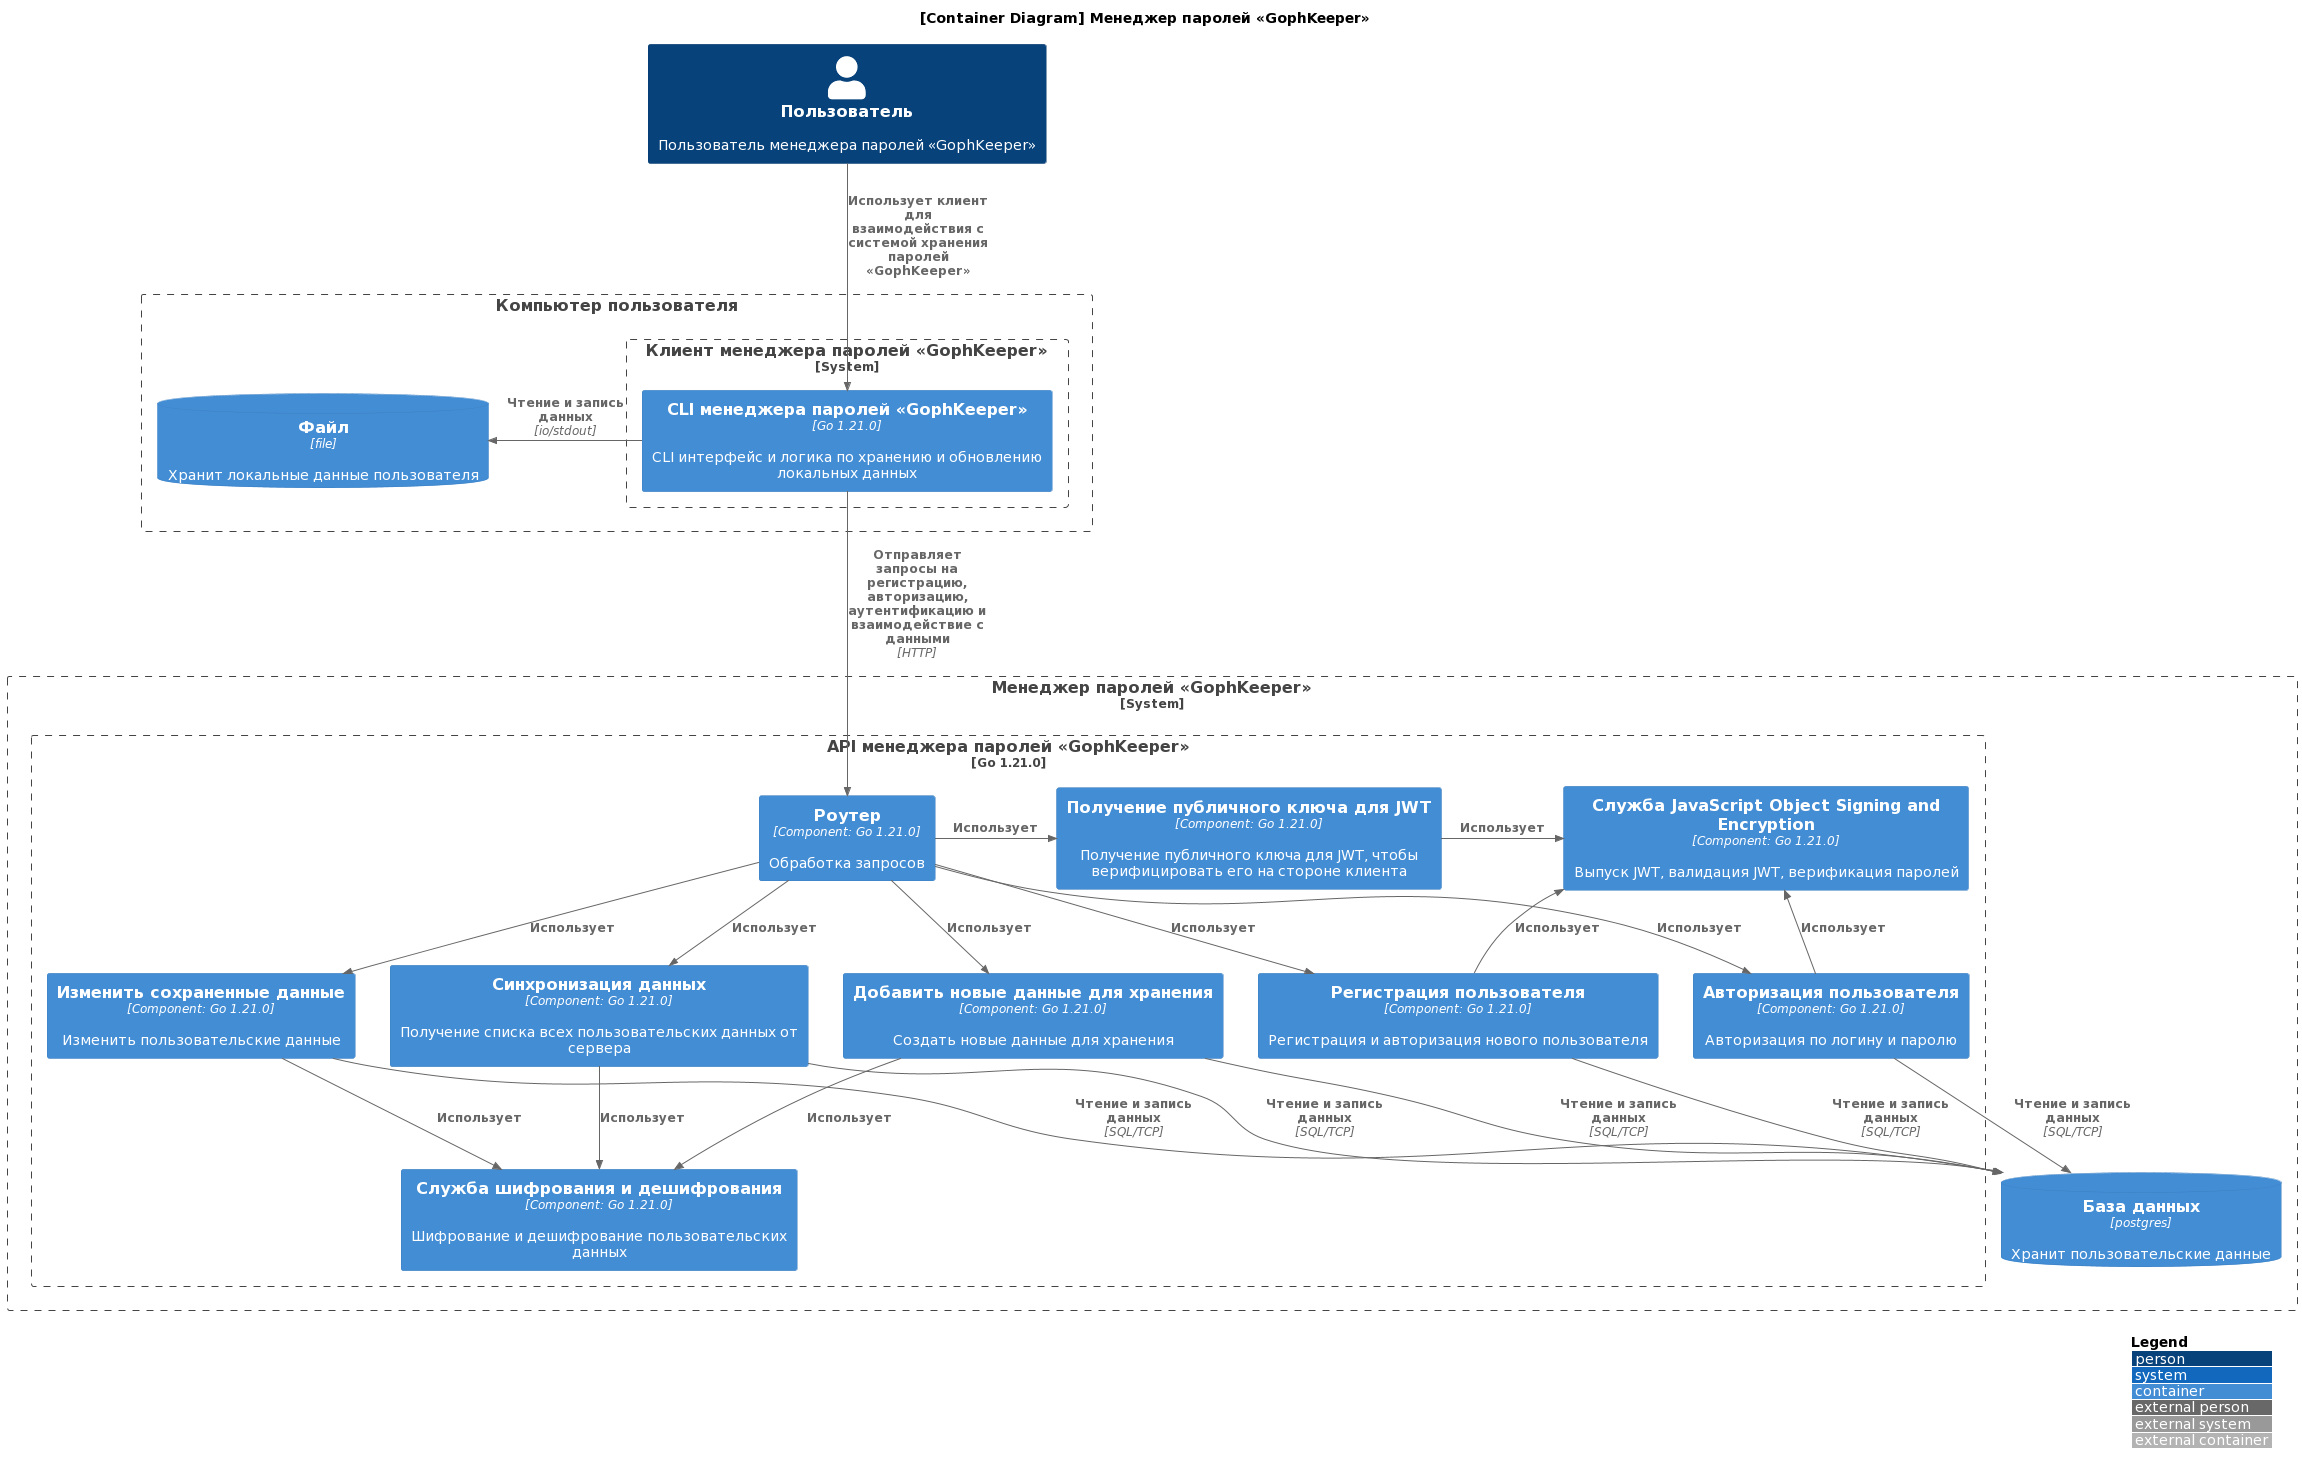 [Container Diagram] Менеджер паролей «GophKeeper»
Пользователь
Пользователь менеджера паролей «GophKeeper»
Использует клиент
для
взаимодействия с
системой хранения
паролей
«GophKeeper»
Компьютер пользователя
Клиент менеджера паролей «GophKeeper»
[System]
Файл
[file]
Хранит локальные данные пользователя
Чтение и запись
данных
[io/stdout]
CLI менеджера паролей «GophKeeper»
[Go 1.21.0]
CLI интерфейс и логика по хранению и обновлению
локальных данных
Отправляет
запросы на
регистрацию,
авторизацию,
аутентификацию и
взаимодействие с
данными
[HTTP]
Менеджер паролей «GophKeeper»
[System]
API менеджера паролей «GophKeeper»
[Go 1.21.0]
Роутер
[Component: Go 1.21.0]
Обработка запросов
Использует
Получение публичного ключа для JWT
[Component: Go 1.21.0]
Получение публичного ключа для JWT, чтобы
верифицировать его на стороне клиента
Использует
Служба JavaScript Object Signing and
Encryption
[Component: Go 1.21.0]
Выпуск JWT, валидация JWT, верификация паролей
Использует
Использует
Использует
Использует
Использует
Использует
Использует
Изменить сохраненные данные
[Component: Go 1.21.0]
Изменить пользовательские данные
Синхронизация данных
[Component: Go 1.21.0]
Получение списка всех пользовательских данных от
сервера
Добавить новые данные для хранения
[Component: Go 1.21.0]
Создать новые данные для хранения
Регистрация пользователя
[Component: Go 1.21.0]
Регистрация и авторизация нового пользователя
Авторизация пользователя
[Component: Go 1.21.0]
Авторизация по логину и паролю
Использует
Использует
Использует
Чтение и запись
данных
[SQL/TCP]
Чтение и запись
данных
[SQL/TCP]
Чтение и запись
данных
[SQL/TCP]
Чтение и запись
данных
[SQL/TCP]
Чтение и запись
данных
[SQL/TCP]
Служба шифрования и дешифрования
[Component: Go 1.21.0]
Шифрование и дешифрование пользовательских
данных
База данных
[postgres]
Хранит пользовательские данные
Legend
person
system
container
external person
external system
external container